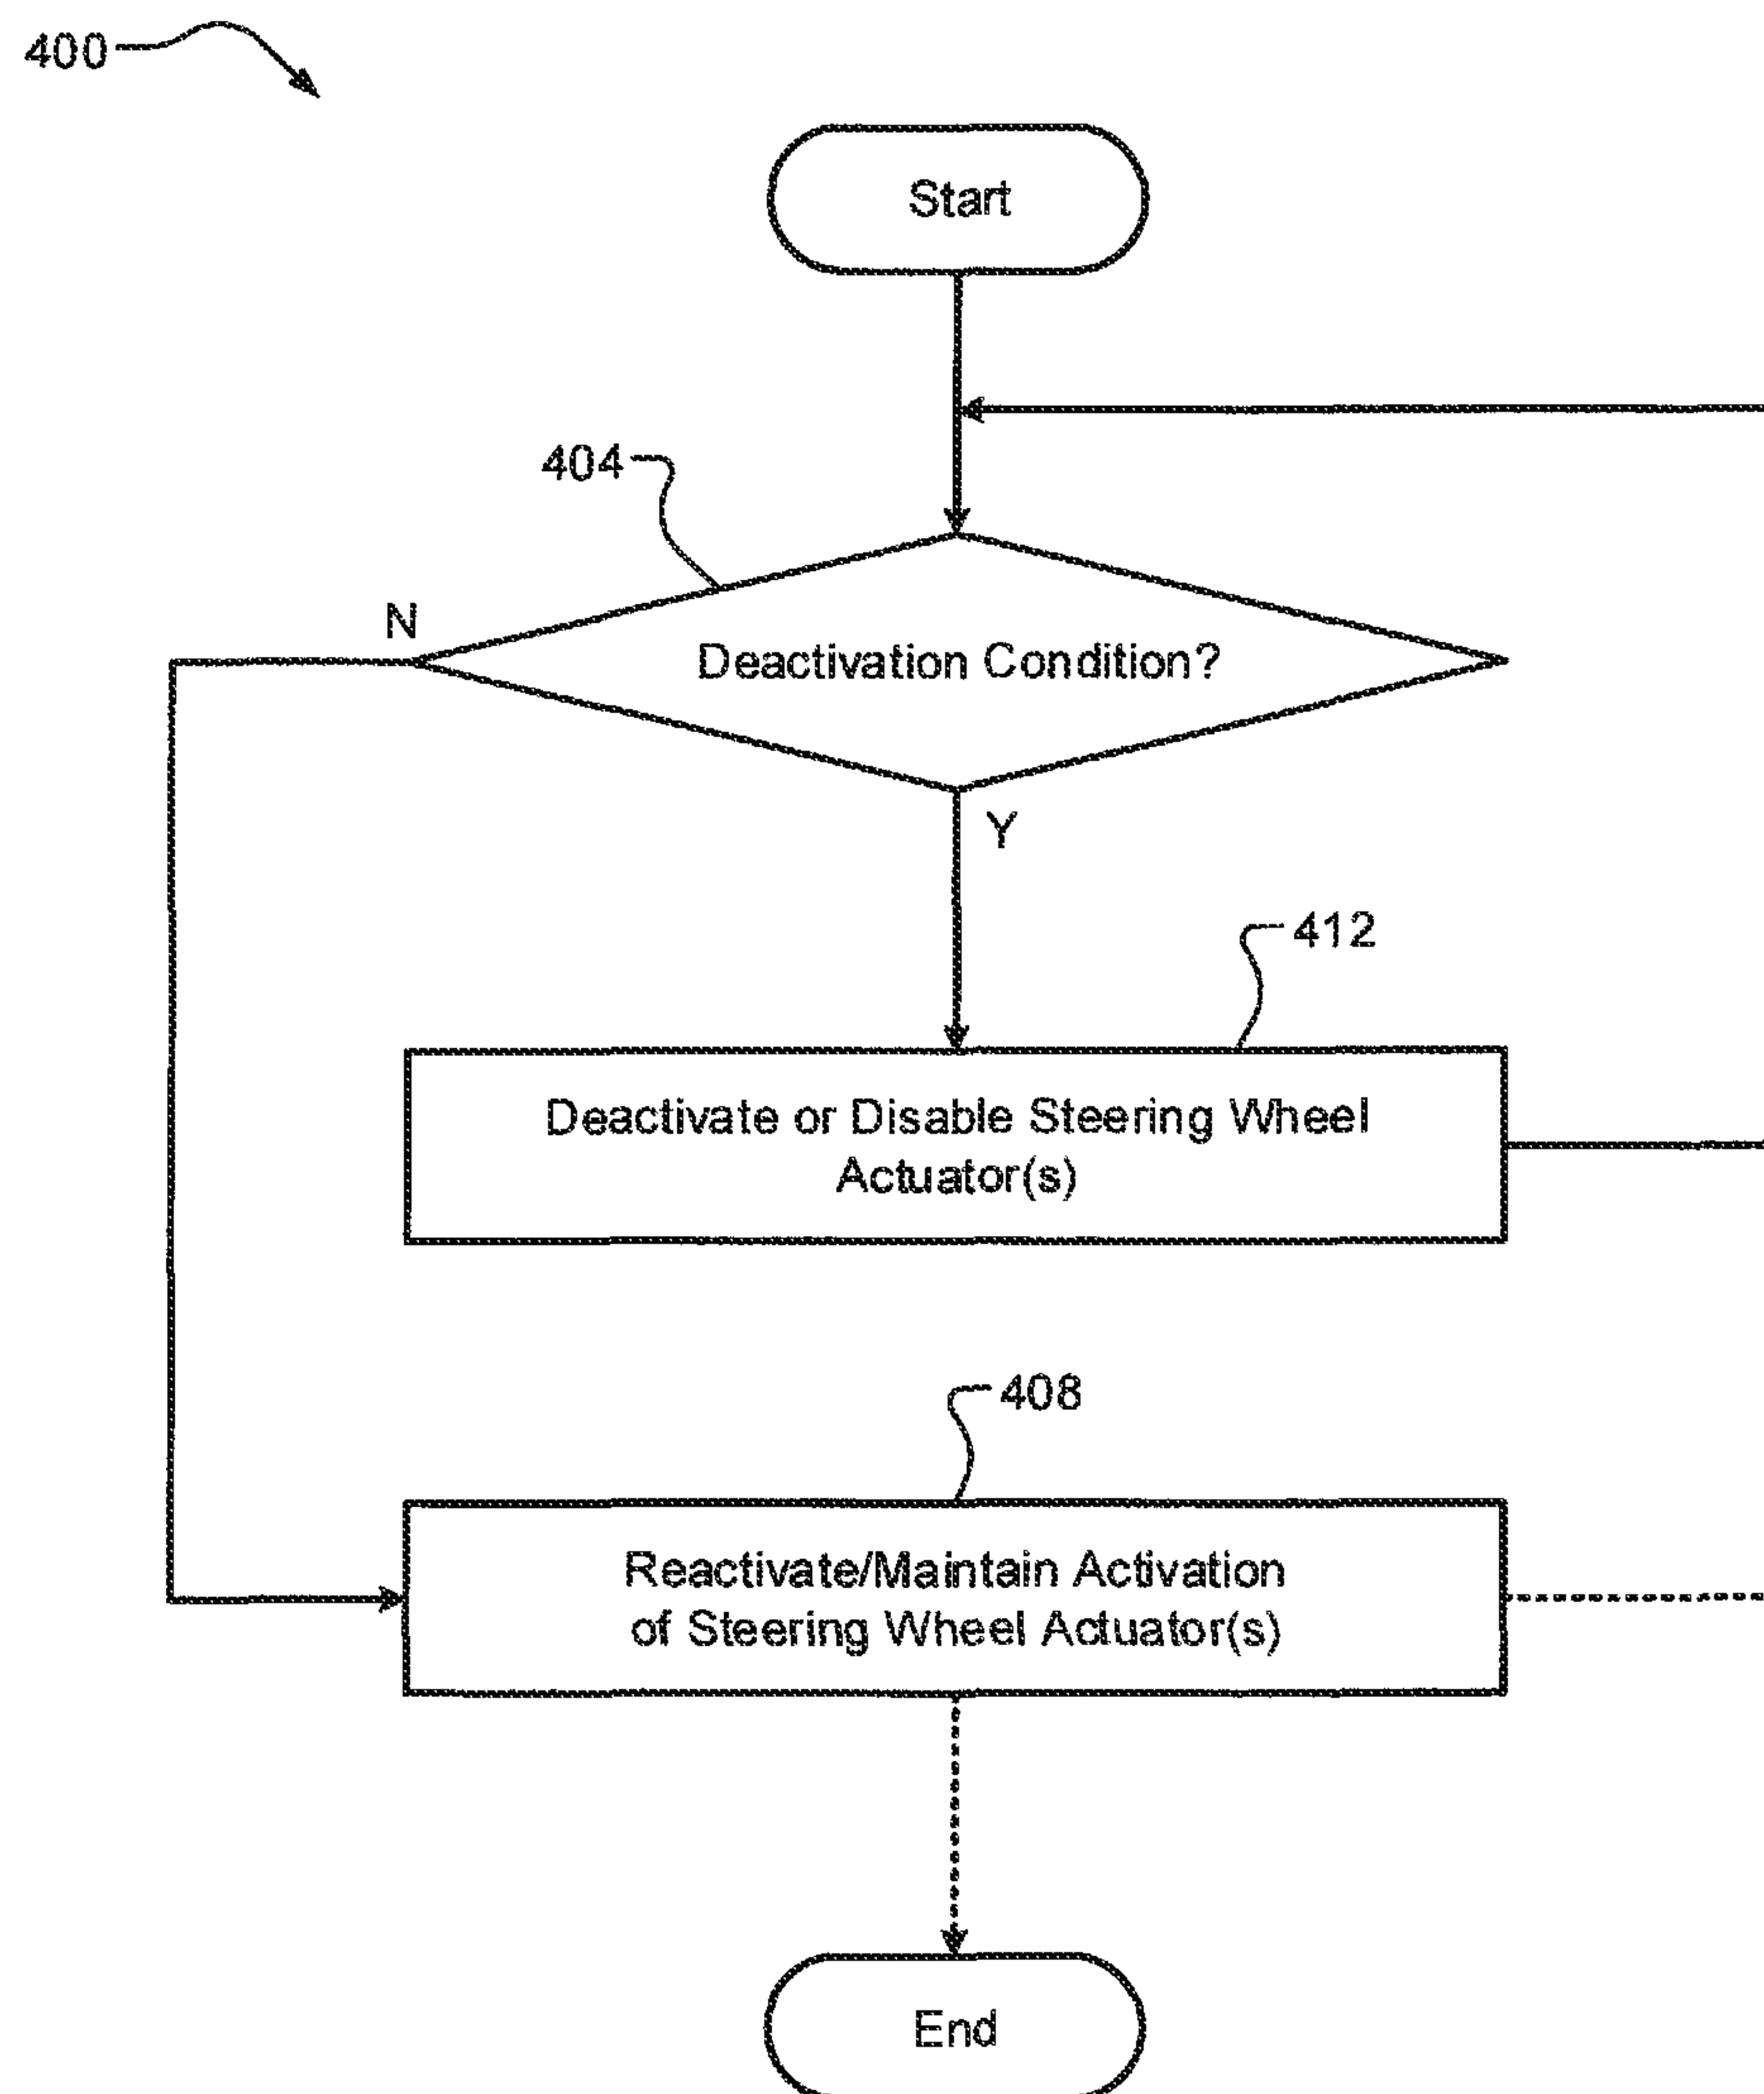 400
Start
404
N
Deactivation Condition?
Y
412
Deactivate or Disable Steering Wheel
Actuator(s)
408
Reactivate/Maintain Activation
of Steering Wheel Actuator(s)
End